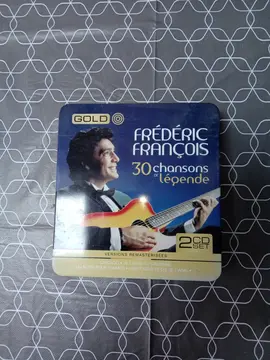 GOLD
FRÉDÉRIC
FRANÇOIS
30 chansons
de légende
2CD
SET
VERSIONS REMASTERISÉES